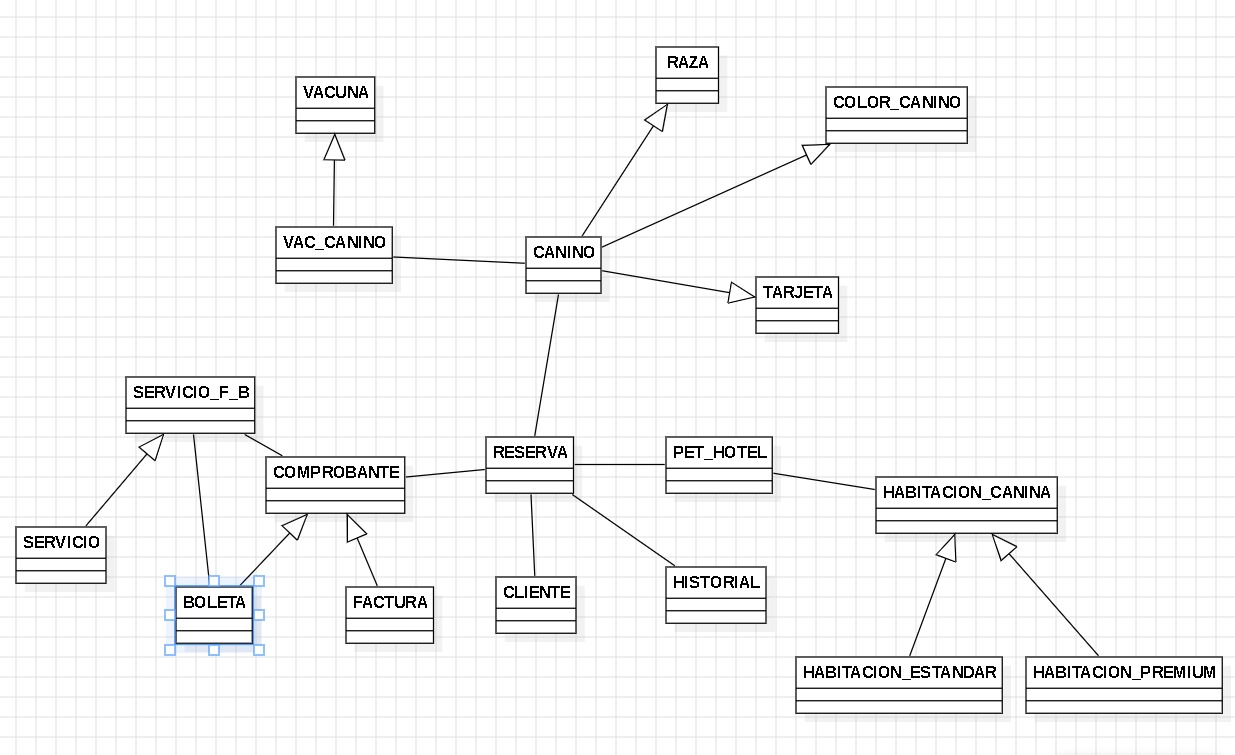 RAZA
VACUNA
COLOR_CANINO
VAC_CANINO
CANINO
TARJETA
SERVICIO_F_B
COMPROBANTE
RESERVA
PET_HOTEL
HABITACION_CANINA
SERVICIO
BOLETA
FACTURA
CLIENTE
HISTORIAL
HABITACION_ESTANDAR
HABITACION_PREMIUM